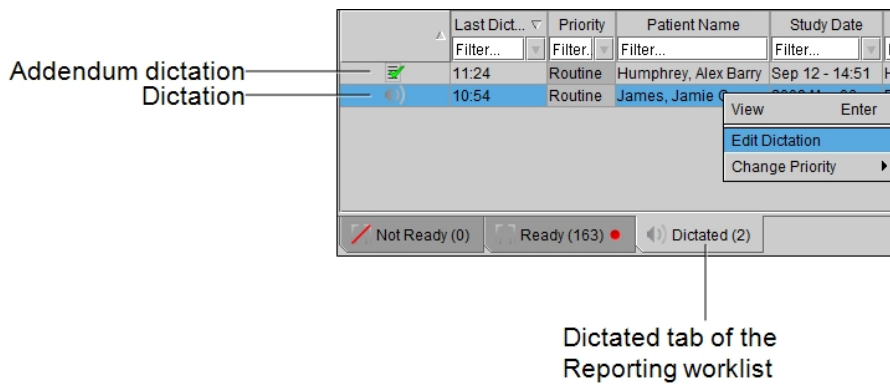 Last Dict... Priority Patient Name Study Date
Filter... Filter.. Filter... Filter...
Addendum dictation 11:24 Routine Humphrey, Alex Barry Sep 12 - 14:51
Dictation 10:54 Routine James, Jamie
View Enter
Edit Dictation
Change Priority
Not Ready (0) Ready (163) Dictated (2)
Dictated tab of the
Reporting worklist